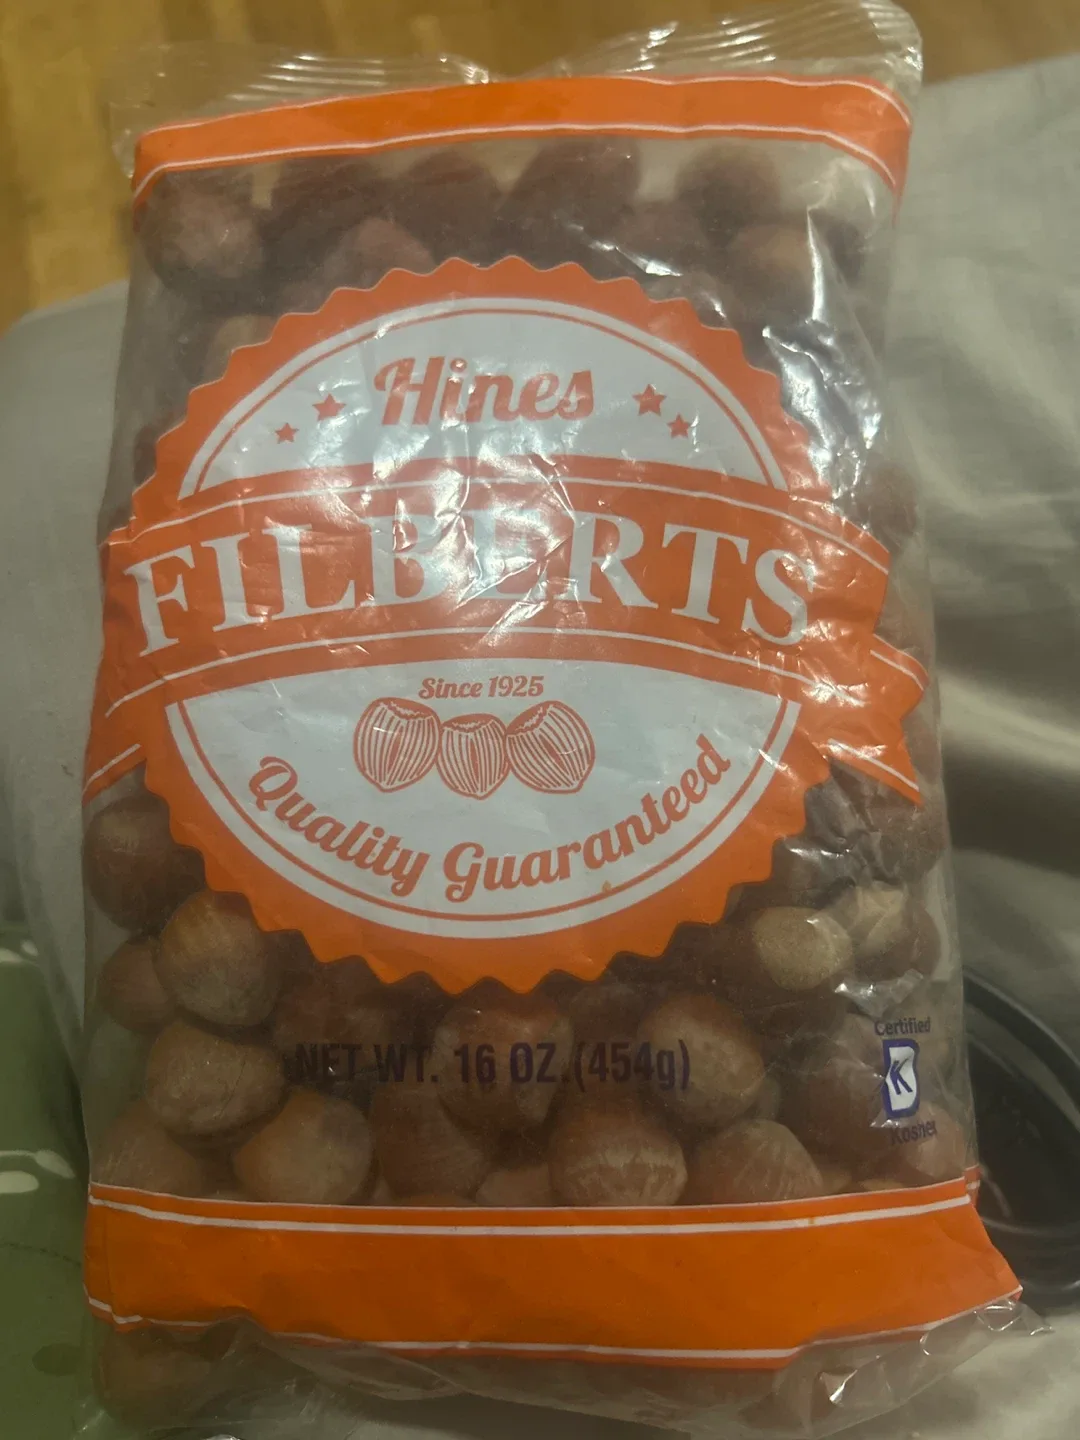 Hines
FILBERTS
Since 1925
Quality Guaranteed
NET WT. 16 OZ.(454g)
Certified
K
Kosher